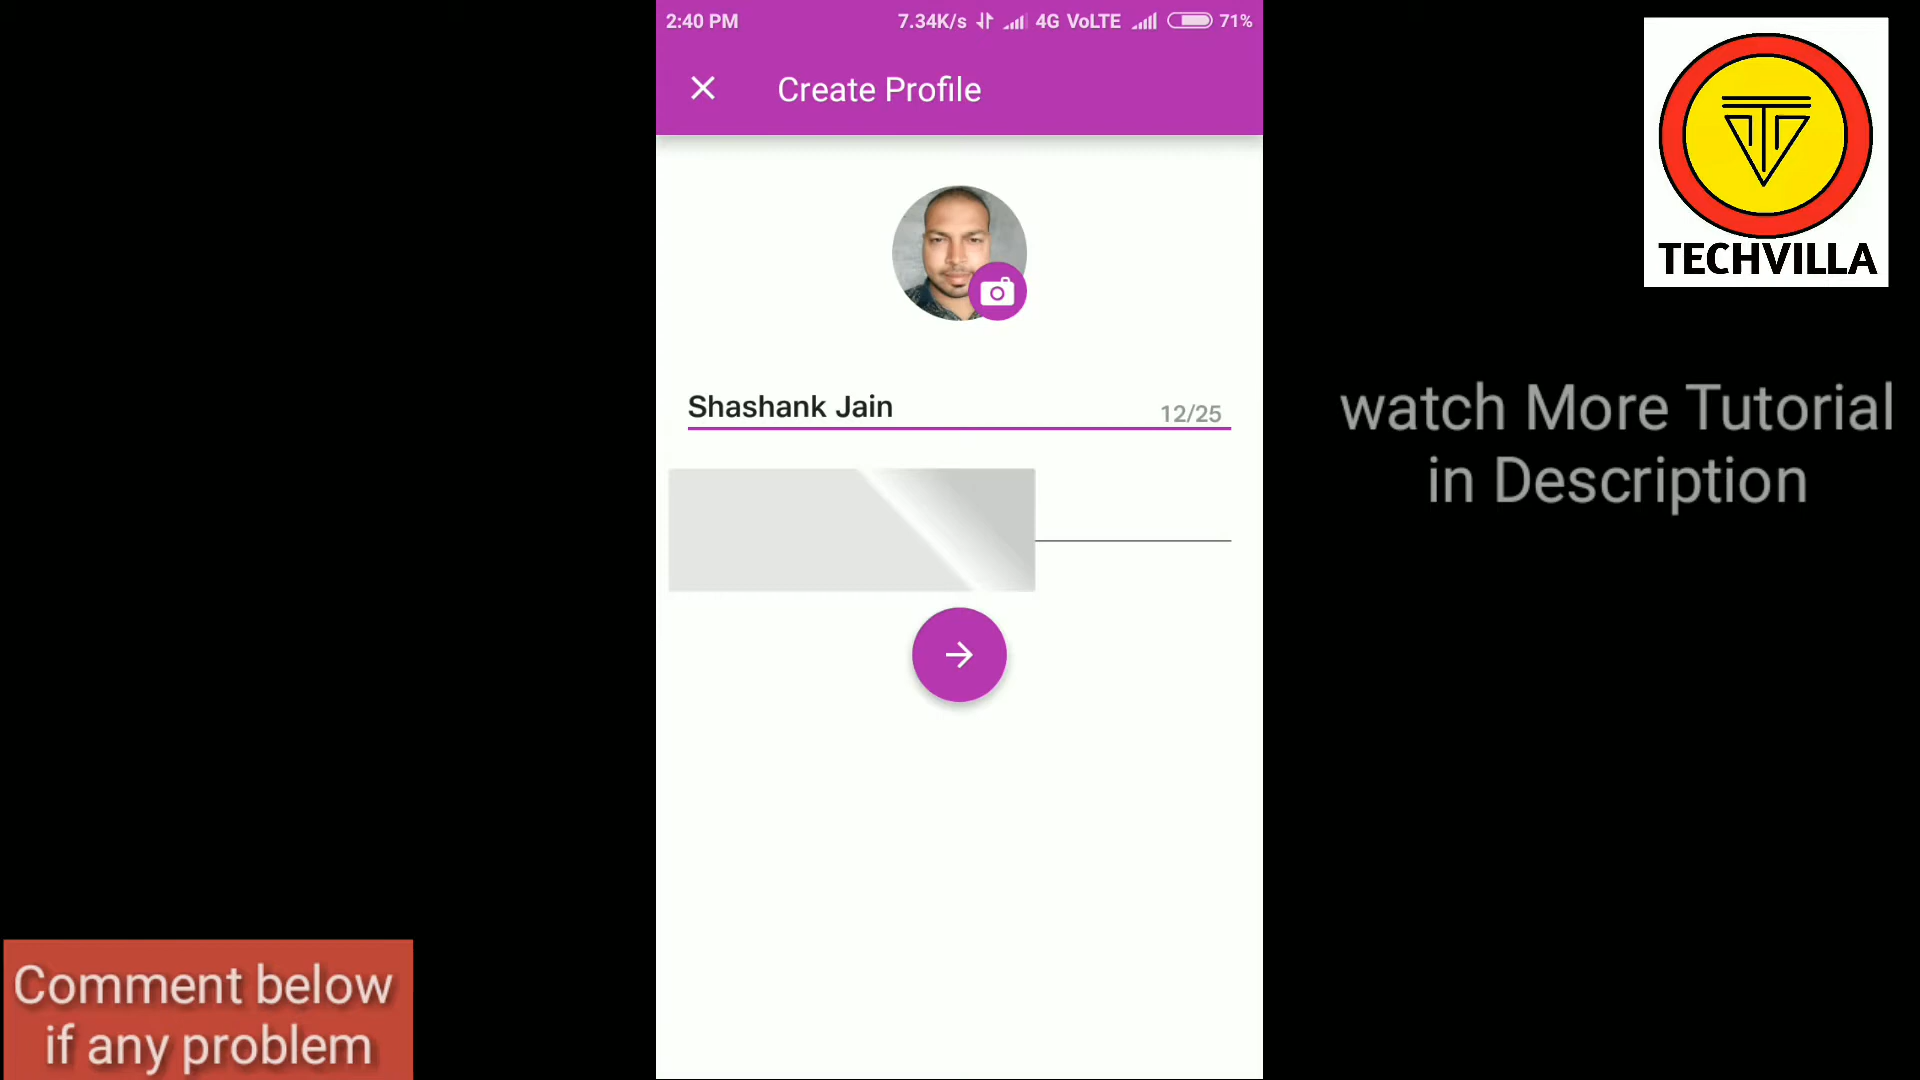 2:40 PM 7.34K/s 4G VoLTE 71%
Create Profile
TECHVILLA
Shashank Jain 12/25
watch More Tutorial
in Description
Comment below
if any problem